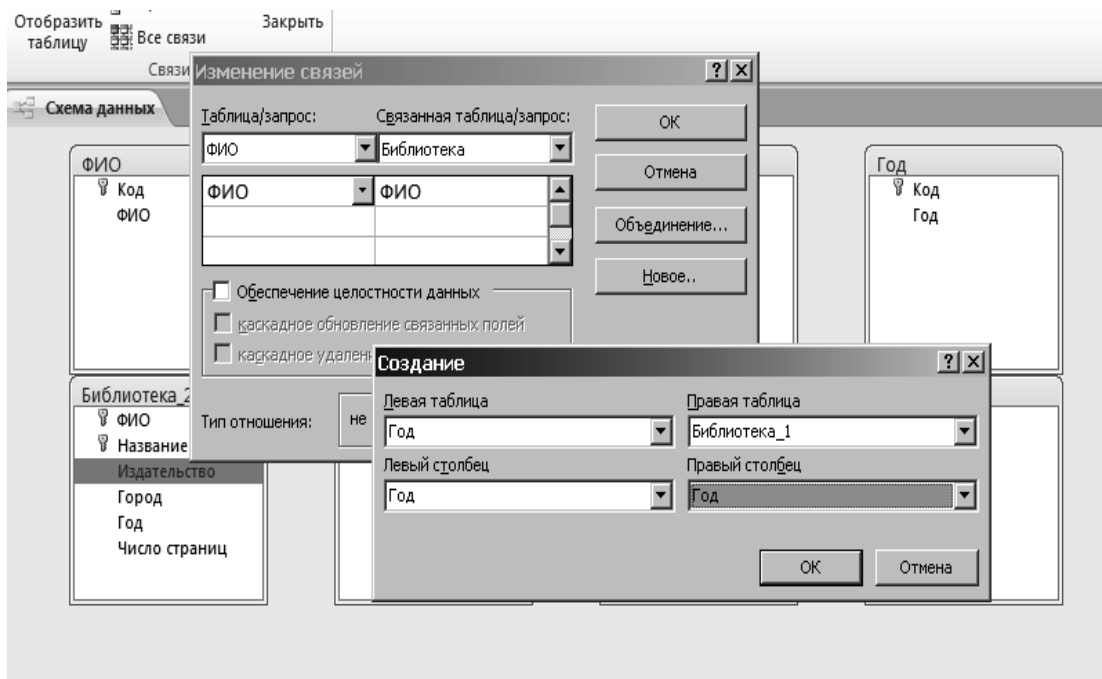 Отобразить таблицу
Все связи
Закрыть
Связи
Схема данных
ФИО
Код
ФИО
Год
Код
Год
Библиотека_2
ФИО
Название
Издательство
Город
Год
Число страниц
Изменение связей
Таблица/запрос:
Связанная таблица/запрос:
ФИО
Библиотека
ФИО
ФИО
Обеспечение целостности данных
каскадное обновление связанных полей
каскадное удален
Тип отношения:
не
ОК
Отмена
Объединение...
Новое..
Создание
Левая таблица
Правая таблица
Год
Библиотека_1
Левый столбец
Правый столбец
Год
Год
ОК
Отмена